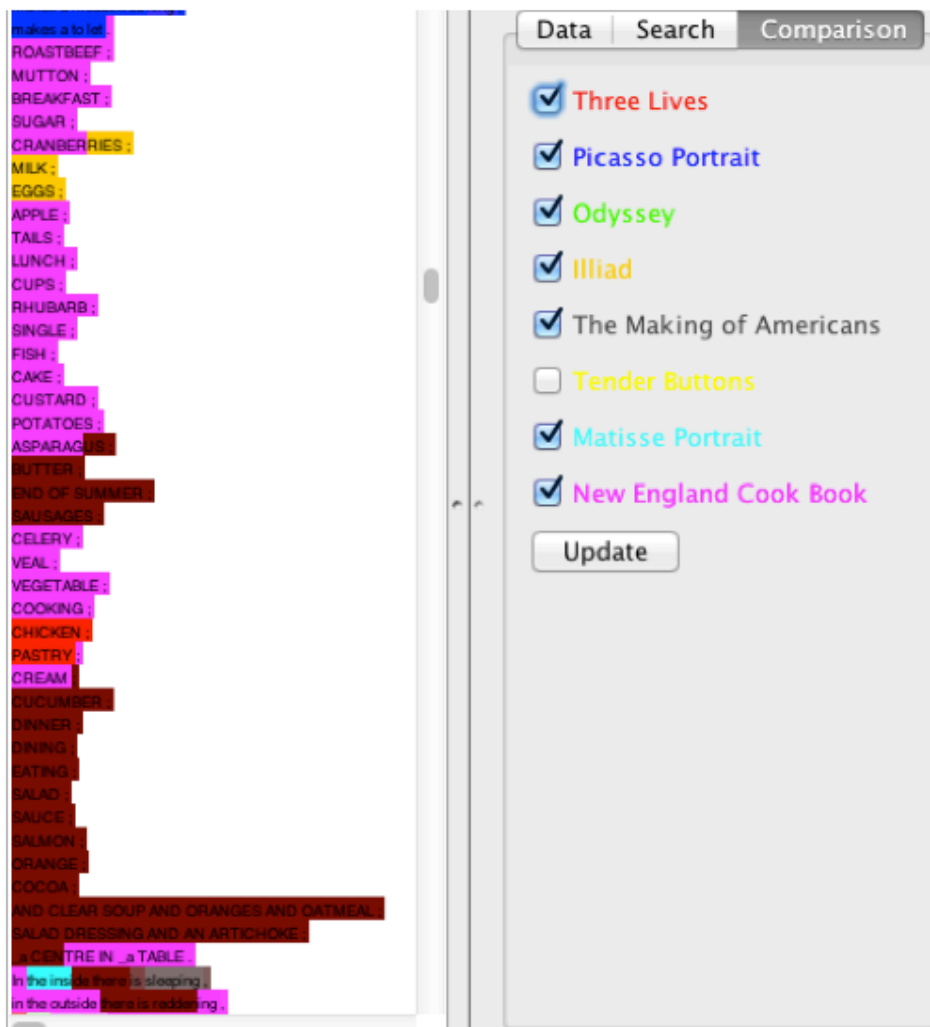 makes a to let .
ROASTBEEF ;
MUTTON ;
BREAKFAST ;
SUGAR ;
CRANBERRIES ;
MILK ;
EGGS ;
APPLE ;
TAILS ;
LUNCH ;
CUPS ;
RHUBARB ;
SINGLE ;
FISH ;
CAKE ;
CUSTARD ;
POTATOES ;
ASPARAGUS ;
BUTTER ;
END OF SUMMER ;
SAUSAGES ;
CELERY ;
VEAL ;
VEGETABLE ;
COOKING ;
CHICKEN ;
PASTRY ;
CREAM ;
CUCUMBER ;
DINNER ;
DINING ;
EATING ;
SALAD ;
SAUCE ;
SALMON ;
ORANGE ;
COCOA ;
AND CLEAR SOUP AND ORANGES AND OATMEAL ;
SALAD DRESSING AND AN ARTICHOKE ;
_a CENTRE IN _a TABLE .
In the inside there is sleeping ,
in the outside there is reddening ,
Data Search Comparison
Three Lives
Picasso Portrait
Odyssey
Illiad
The Making of Americans
Tender Buttons
Matisse Portrait
New England Cook Book
Update